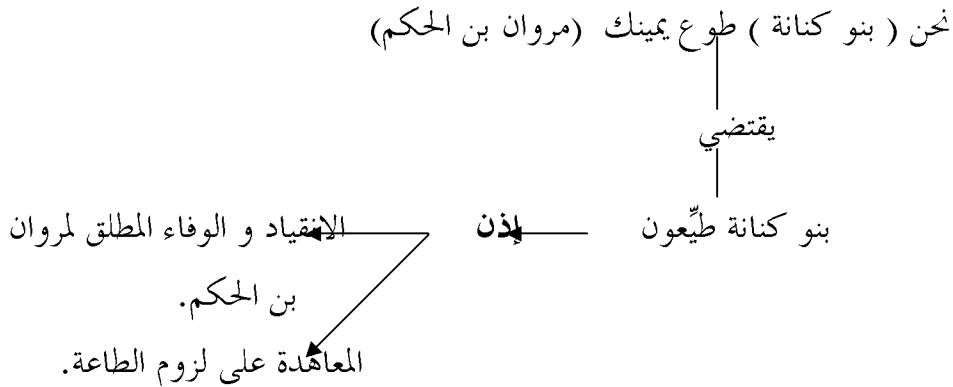 نحن ( بنو كنانة ) طوع يمينك (مروان بن الحكم)
يقتضي
بنو كنانة طيِّعون إذن الانقياد و الوفاء المطلق لمروان
بن الحكم.
المعاهدة على لزوم الطاعة.